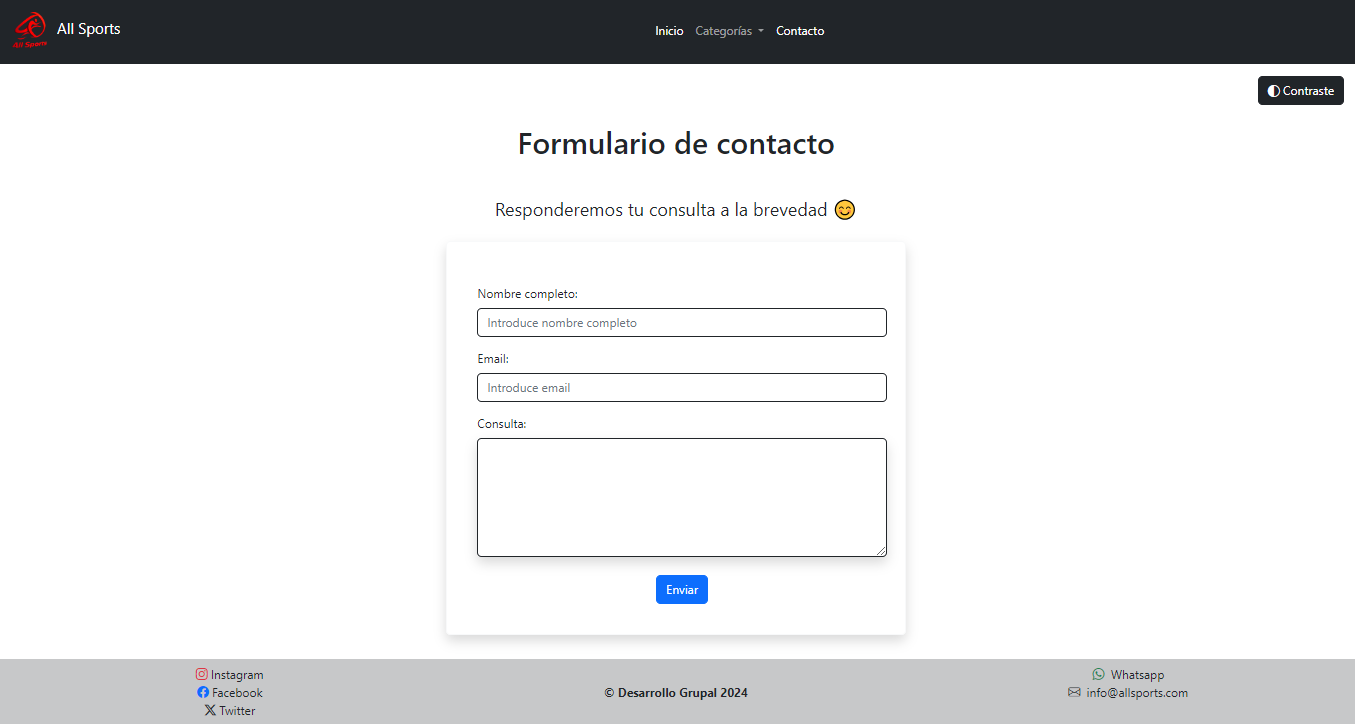 All Sports
All Sports
Inicio Categorías Contacto
Contraste
Formulario de contacto
Responderemos tu consulta a la brevedad 😊
Nombre completo:
Introduce nombre completo
Email:
Introduce email
Consulta:
Enviar
Instagram
Facebook
Twitter
© Desarrollo Grupal 2024
Whatsapp
info@allsports.com